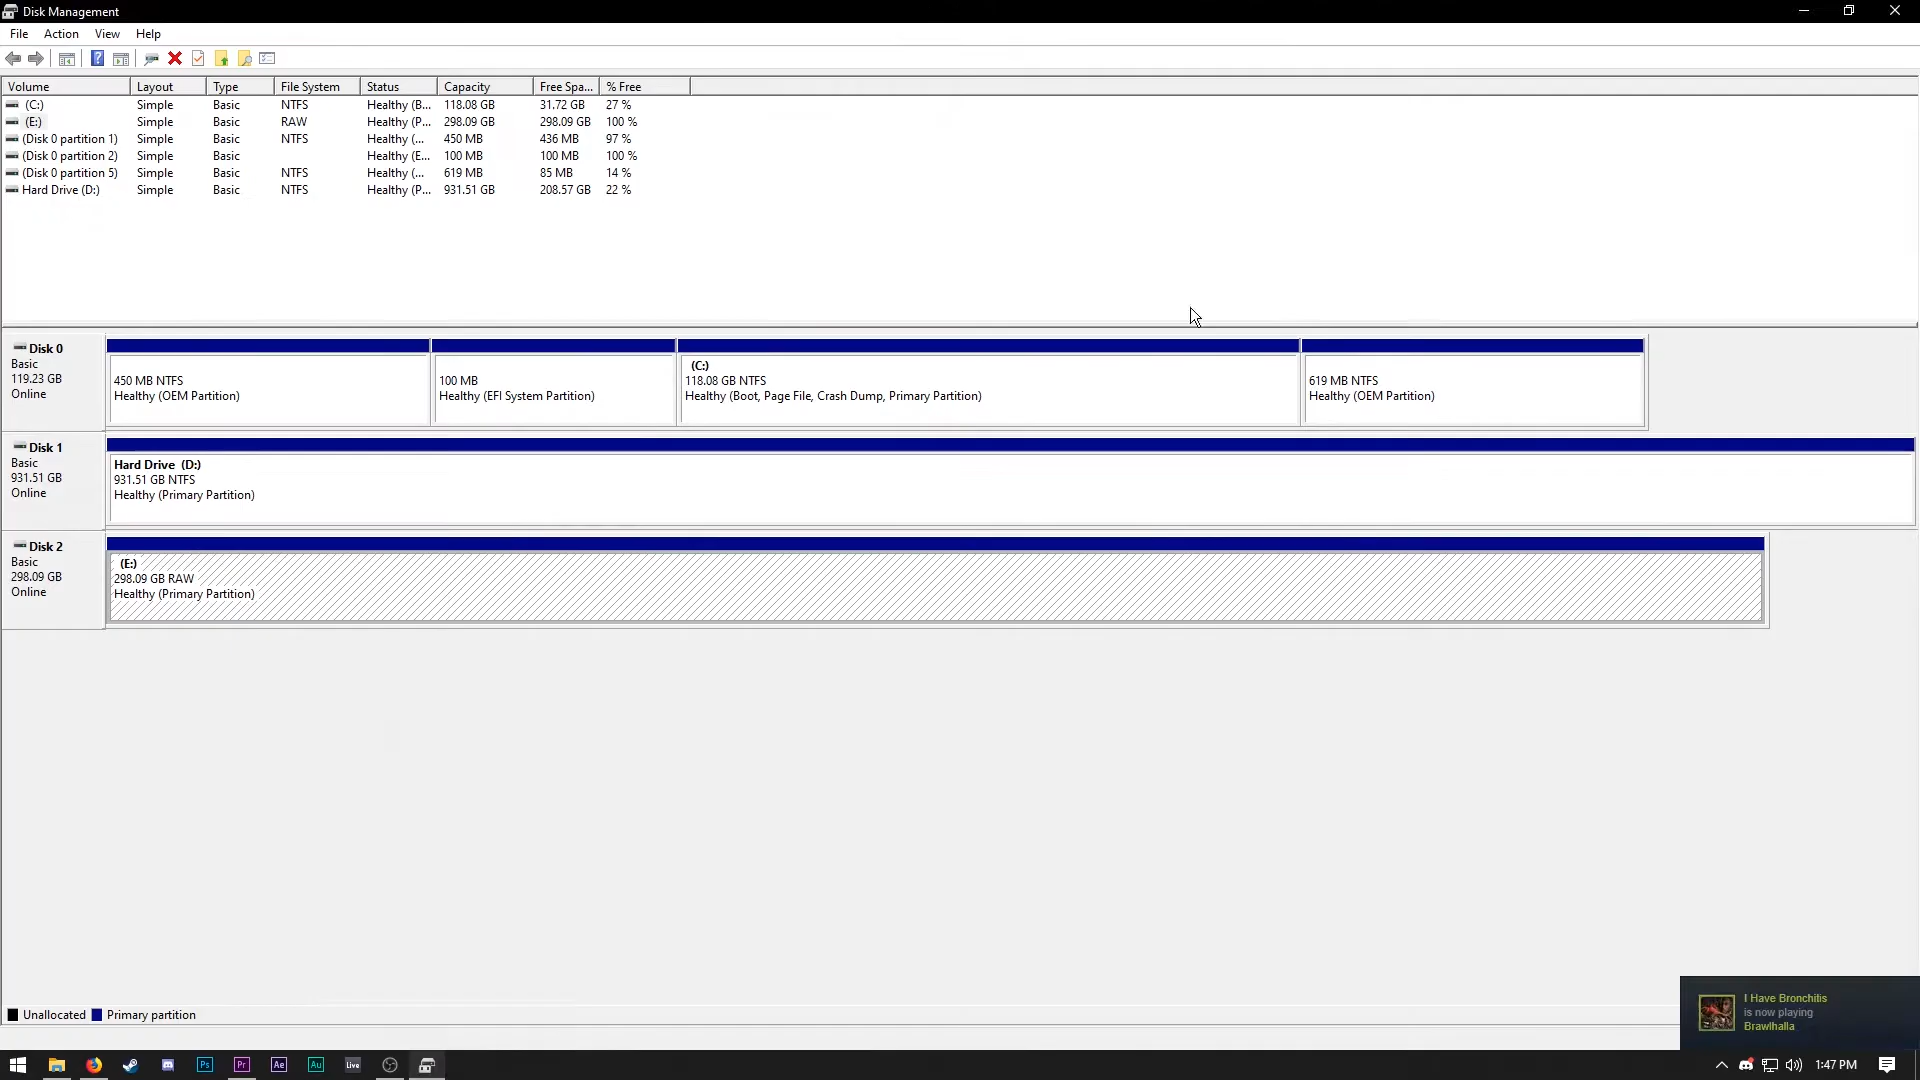 Disk Management
File Action View Help
Volume Layout Type File System Status Capacity Free Spa... % Free
(C:) Simple Basic NTFS Healthy (B... 118.08 GB 31.72 GB 27 %
(E:) Simple Basic RAW Healthy (P... 298.09 GB 298.09 GB 100 %
(Disk 0 partition 1) Simple Basic NTFS Healthy (... 450 MB 436 MB 97 %
(Disk 0 partition 2) Simple Basic Healthy (E... 100 MB 100 MB 100 %
(Disk 0 partition 5) Simple Basic NTFS Healthy (... 619 MB 85 MB 14 %
Hard Drive (D:) Simple Basic NTFS Healthy (P... 931.51 GB 208.57 GB 22 %
Disk 0
Basic
119.23 GB
Online
450 MB NTFS
Healthy (OEM Partition)
100 MB
Healthy (EFI System Partition)
(C:)
118.08 GB NTFS
Healthy (Boot, Page File, Crash Dump, Primary Partition)
619 MB NTFS
Healthy (OEM Partition)
Disk 1
Basic
931.51 GB
Online
Hard Drive (D:)
931.51 GB NTFS
Healthy (Primary Partition)
Disk 2
Basic
298.09 GB
Online
(E:)
298.09 GB RAW
Healthy (Primary Partition)
I Have Bronchitis
is now playing
Brawlhalla
Unallocated Primary partition
Ps Pr Ae Au Live
1:47 PM